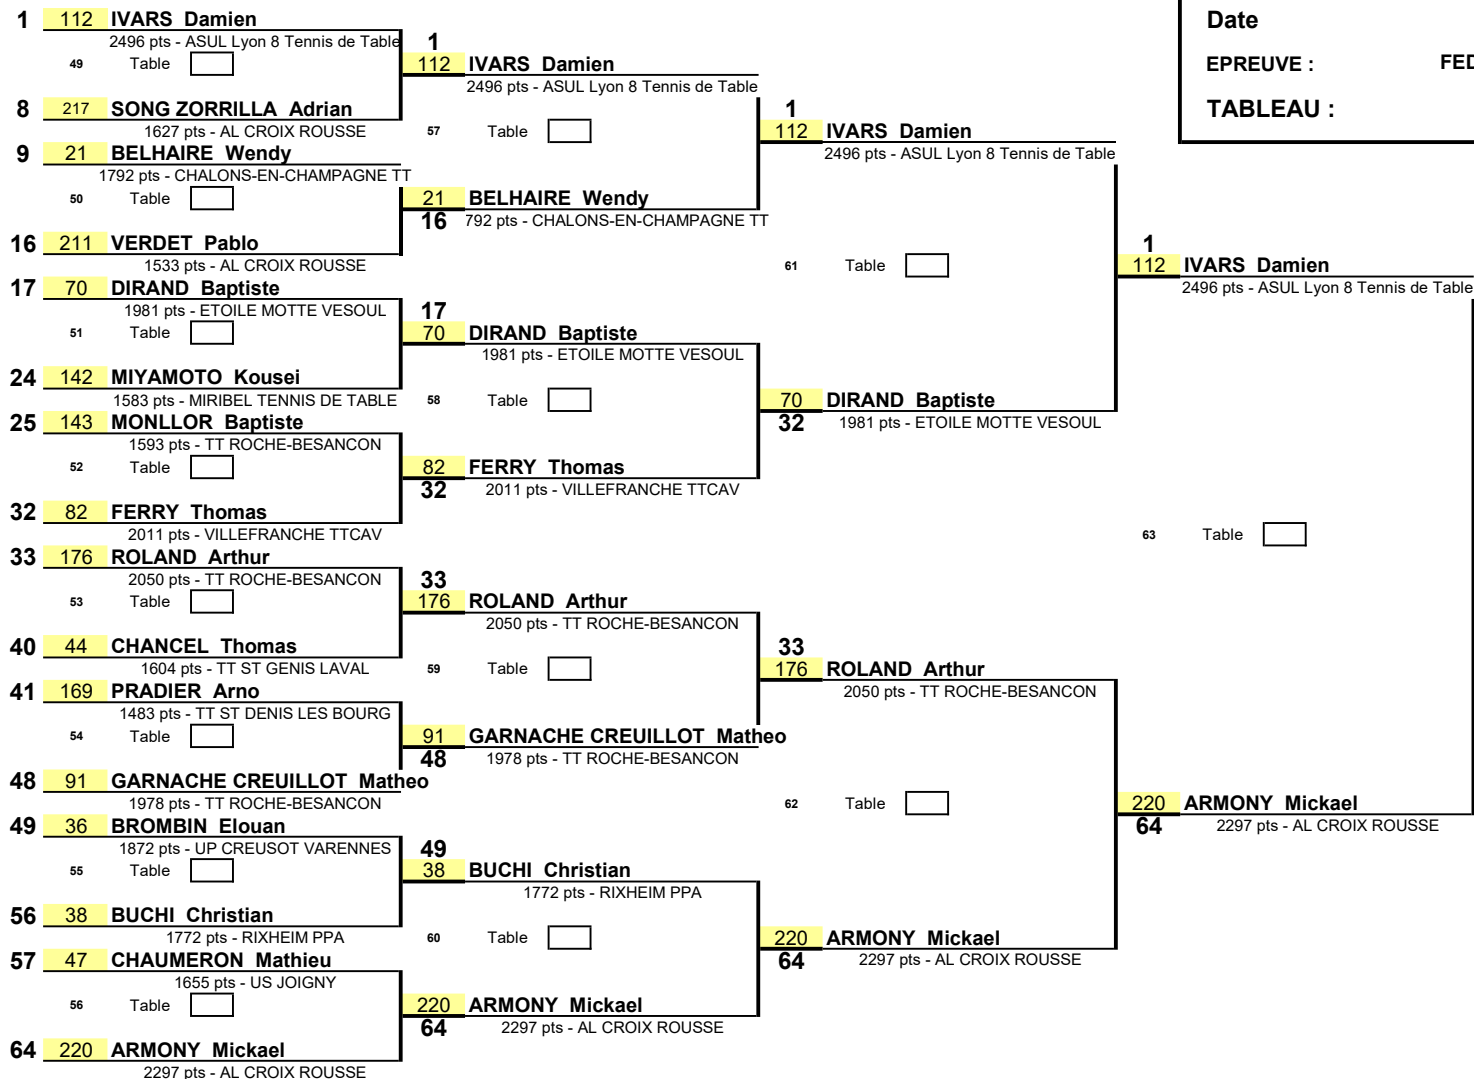 1 112 IVARS Damien
2496 pts - ASUL Lyon 8 Tennis de Table
49 Table
8 217 SONG ZORRILLA Adrian
1627 pts - AL CROIX ROUSSE
9 21 BELHAIRE Wendy
1792 pts - CHALONS-EN-CHAMPAGNE TT
50 Table
16 211 VERDET Pablo
1533 pts - AL CROIX ROUSSE
17 70 DIRAND Baptiste
1981 pts - ETOILE MOTTE VESOUL
51 Table
24 142 MIYAMOTO Kousei
1583 pts - MIRIBEL TENNIS DE TABLE
25 143 MONLLOR Baptiste
1593 pts - TT ROCHE-BESANCON
52 Table
32 82 FERRY Thomas
2011 pts - VILLEFRANCHE TTCAV
33 176 ROLAND Arthur
2050 pts - TT ROCHE-BESANCON
53 Table
40 44 CHANCEL Thomas
1604 pts - TT ST GENIS LAVAL
41 169 PRADIER Arno
1483 pts - TT ST DENIS LES BOURG
54 Table
48 91 GARNACHE CREUILLOT Matheo
1978 pts - TT ROCHE-BESANCON
49 36 BROMBIN Elouan
1872 pts - UP CREUSOT VARENNES
55 Table
56 38 BUCHI Christian
1772 pts - RIXHEIM PPA
57 47 CHAUMERON Mathieu
1655 pts - US JOIGNY
56 Table
64 220 ARMONY Mickael
2297 pts - AL CROIX ROUSSE
1
112 IVARS Damien
2496 pts - ASUL Lyon 8 Tennis de Table
57 Table
21 BELHAIRE Wendy
16 792 pts - CHALONS-EN-CHAMPAGNE TT
17
70 DIRAND Baptiste
1981 pts - ETOILE MOTTE VESOUL
58 Table
82 FERRY Thomas
32 2011 pts - VILLEFRANCHE TTCAV
33
176 ROLAND Arthur
2050 pts - TT ROCHE-BESANCON
59 Table
91 GARNACHE CREUILLOT Matheo
48 1978 pts - TT ROCHE-BESANCON
49
38 BUCHI Christian
1772 pts - RIXHEIM PPA
60 Table
220 ARMONY Mickael
64 2297 pts - AL CROIX ROUSSE
1
112 IVARS Damien
2496 pts - ASUL Lyon 8 Tennis de Table
61 Table
70 DIRAND Baptiste
32 1981 pts - ETOILE MOTTE VESOUL
33
176 ROLAND Arthur
2050 pts - TT ROCHE-BESANCON
62 Table
220 ARMONY Mickael
64 2297 pts - AL CROIX ROUSSE
1
112 IVARS Damien
2496 pts - ASUL Lyon 8 Tennis de Table
63 Table
220 ARMONY Mickael
64 2297 pts - AL CROIX ROUSSE
Date
EPREUVE : FED
TABLEAU :